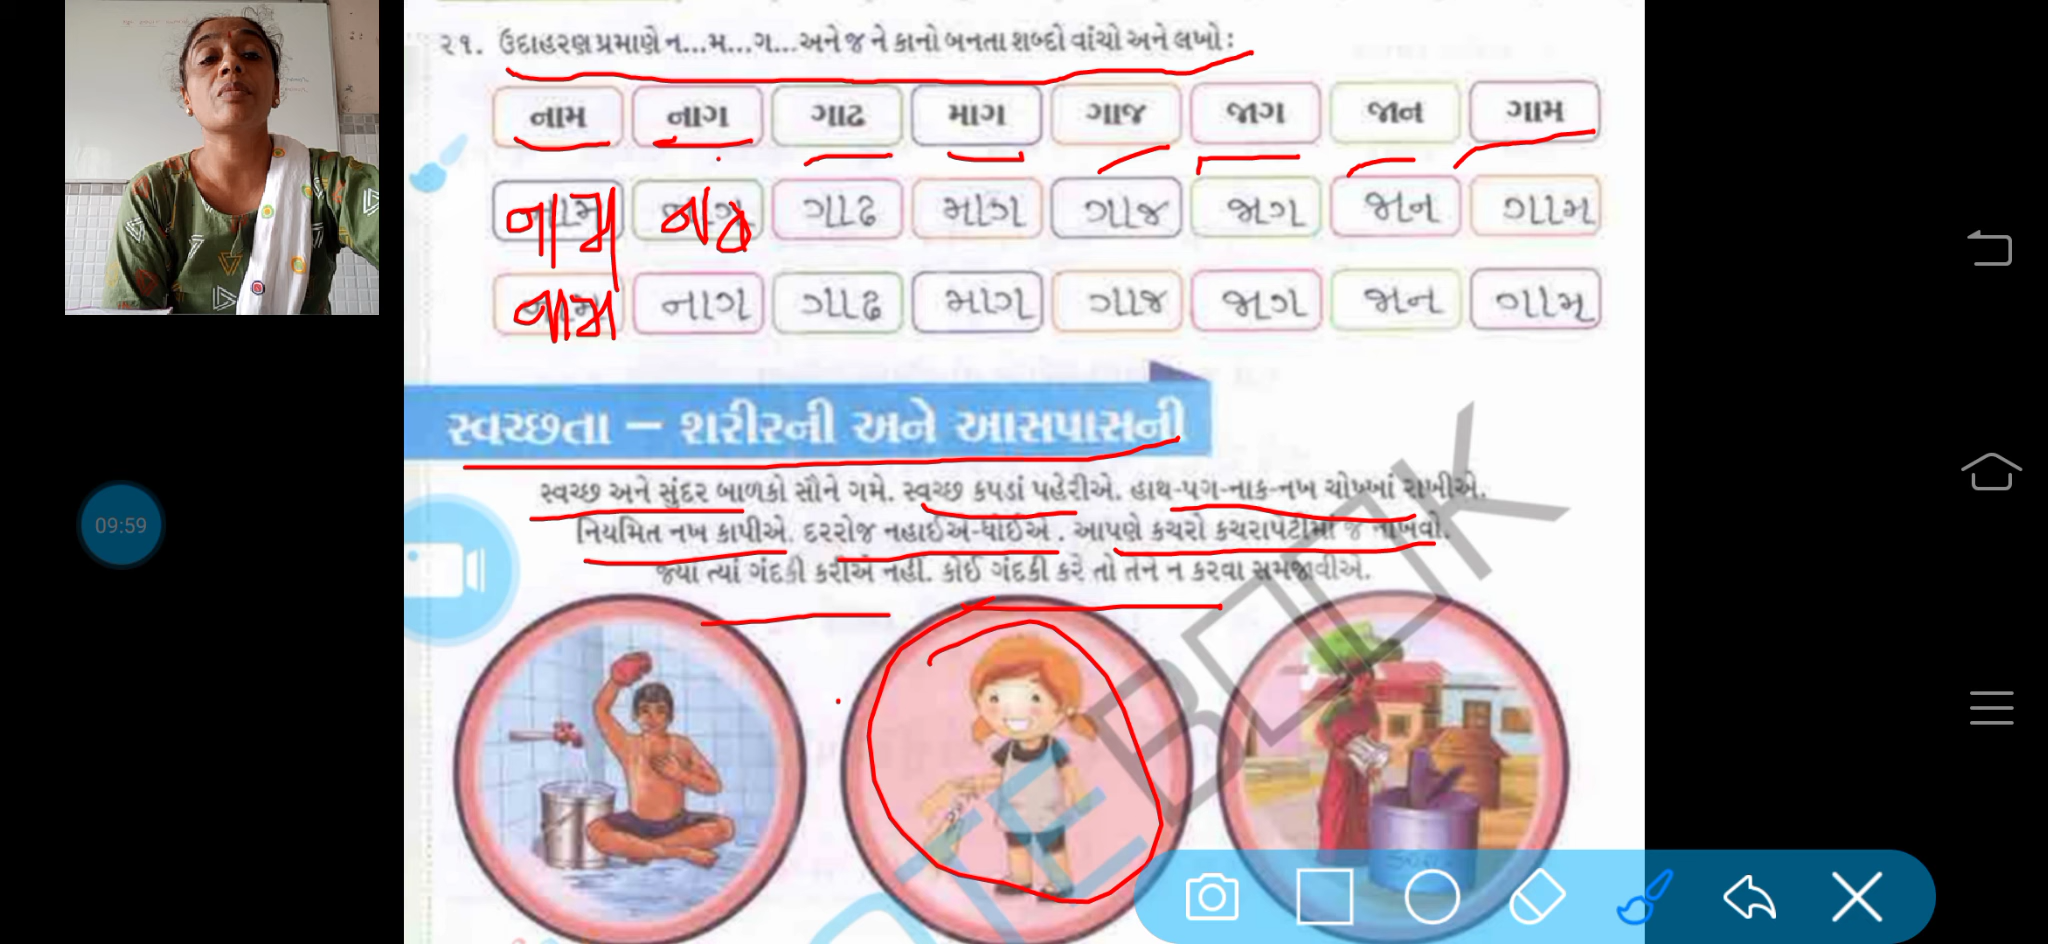 ૨૧. ઉદાહરણ પ્રમાણે ન...મ...ગ... અને જ ને કાનો બનતા શબ્દો વાંચો અને લખો :
નામ નાગ ગાઢ માગ ગાજ જાગ જાન ગામ
નામ નાગ ગાઢ માગ ગાજ જાગ જાન ગામ
નામ નાગ ગાઢ માગ ગાજ જાગ જાન ગામ
સ્વચ્છતા – શરીરની અને આસપાસની
સ્વચ્છ અને સુંદર બાળકો સૌને ગમે. સ્વચ્છ કપડાં પહેરીએ. હાથ-પગ-નાક-નખ ચોખ્ખાં રાખીએ.
નિયમિત નખ કાપીએ. દરરોજ નહાઈએ-ધોઈએ. આપણે કચરો કચરાપેટીમાં જ નાખવો.
જ્યાં ત્યાં ગંદકી કરીએ નહીં. કોઈ ગંદકી કરે તો તેને ન કરવા સમજાવીએ.
09:59